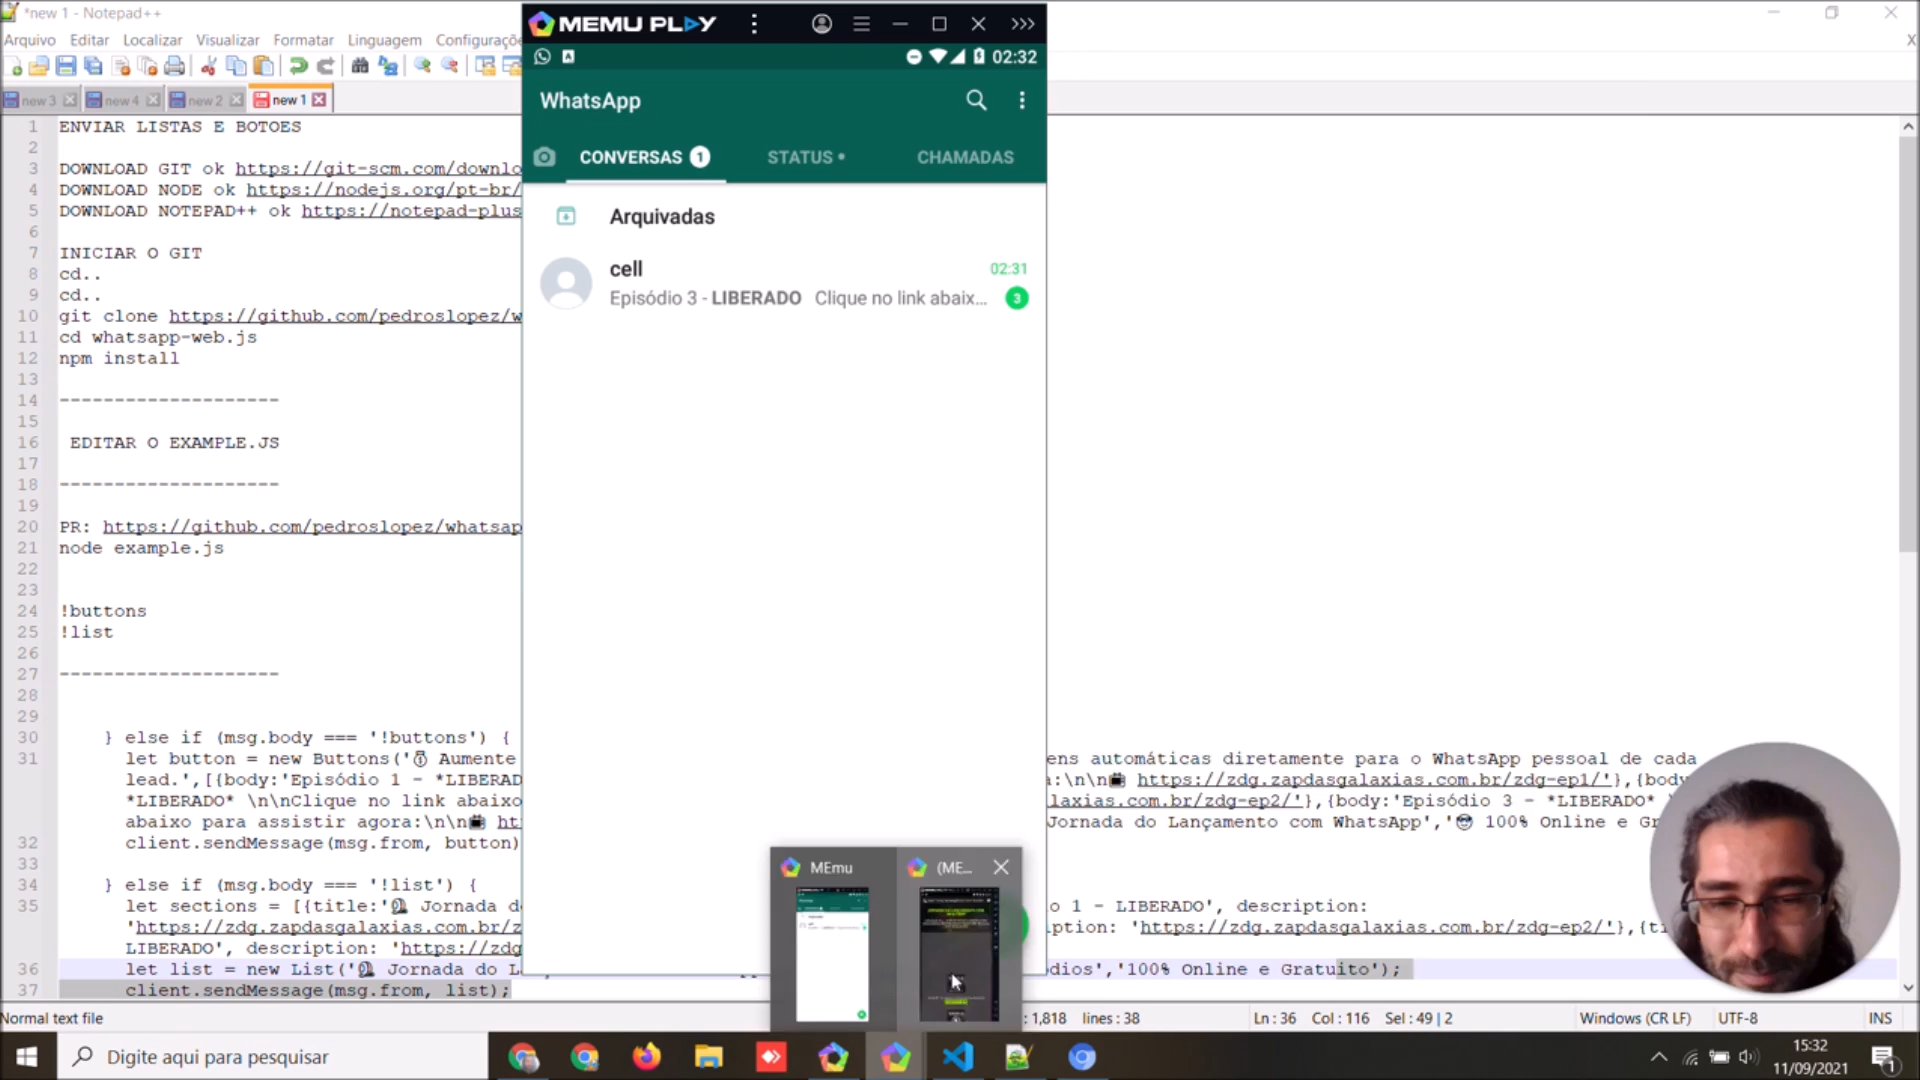 *new 1 - Notepad++
Arquivo Editar Localizar Visualizar Formatar Linguagem Configuraçõe
new 3 new 4 new 2 new 1
1 ENVIAR LISTAS E BOTOES
2
3 DOWNLOAD GIT ok https://git-scm.com/downlo
4 DOWNLOAD NODE ok https://nodejs.org/pt-br/
5 DOWNLOAD NOTEPAD++ ok https://notepad-plus
6
7 INICIAR O GIT
8 cd..
9 cd..
10 git clone https://github.com/pedroslopez/w
11 cd whatsapp-web.js
12 npm install
13
14 --------------------
15
16 EDITAR O EXAMPLE.JS
17
18 --------------------
19
20 PR: https://github.com/pedroslopez/whatsap
21 node example.js
22
23
24 !buttons
25 !list
26
27 --------------------
28
29
30 } else if (msg.body === '!buttons') {
31 let button = new Buttons('💰 Aumente
ens automáticas diretamente para o WhatsApp pessoal de cada
lead.',[{body:'Episódio 1 - *LIBERAD
:\n\n📺 https://zdg.zapdasgalaxias.com.br/zdg-ep1/'},{body
*LIBERADO* \n\nClique no link abaixo
laxias.com.br/zdg-ep2/'},{body:'Episódio 3 - *LIBERADO* \
abaixo para assistir agora:\n\n📺 ht
Jornada do Lançamento com WhatsApp','😎 100% Online e Gr
32 client.sendMessage(msg.from, button)
33
34 } else if (msg.body === '!list') {
35 let sections = [{title:' Jornada d
o 1 - LIBERADO', description:
'https://zdg.zapdasgalaxias.com.br/z
ption: 'https://zdg.zapdasgalaxias.com.br/zdg-ep2/'},{t
LIBERADO', description: 'https://zdg
36 let list = new List(' Jornada do L
dios','100% Online e Gratuito');
37 client.sendMessage(msg.from, list);
MEMU PLAY
02:32
WhatsApp
CONVERSAS 1 STATUS • CHAMADAS
Arquivadas
cell 02:31
Episódio 3 - LIBERADO Clique no link abaix... 3
MEmu (ME...
Normal text file
: 1,818 lines: 38 Ln: 36 Col: 116 Sel: 49 | 2 Windows (CR LF) UTF-8 INS
Digite aqui para pesquisar
15:32
11/09/2021
1